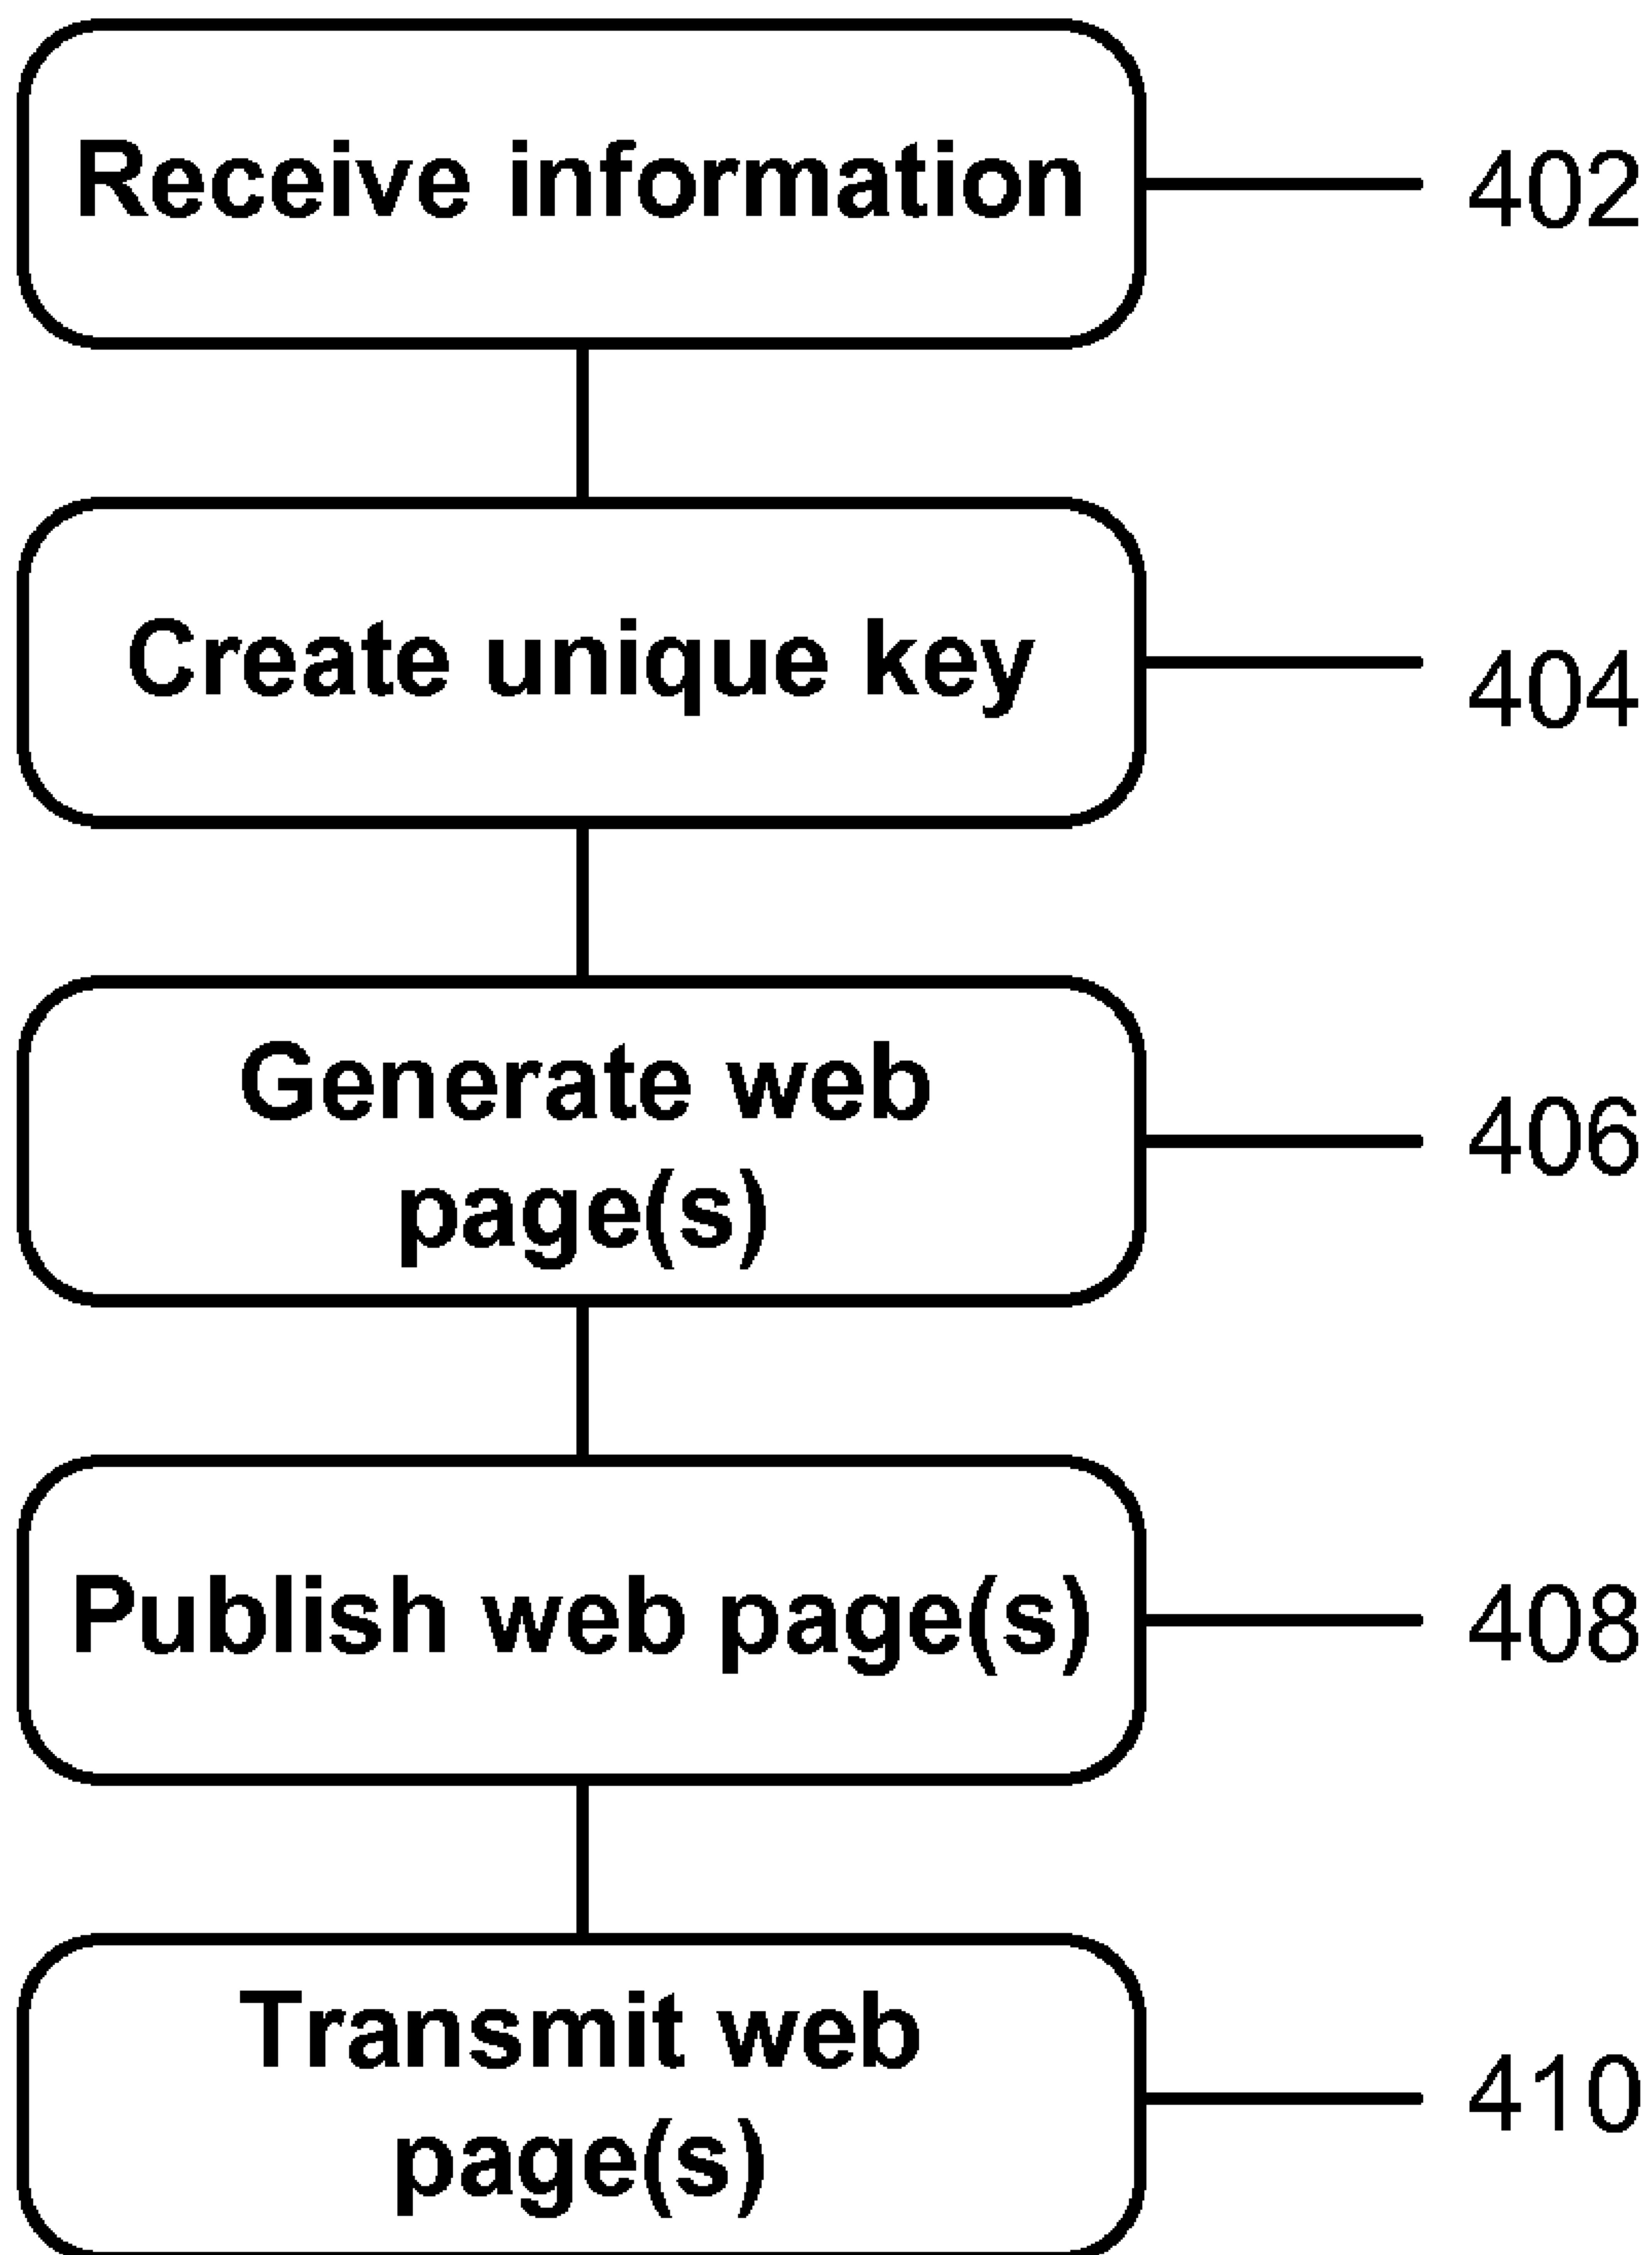 Receive information
402
Create unique key
404
Generate web
page(s)
406
Publish web page(s)
408
Transmit web
page(s)
410